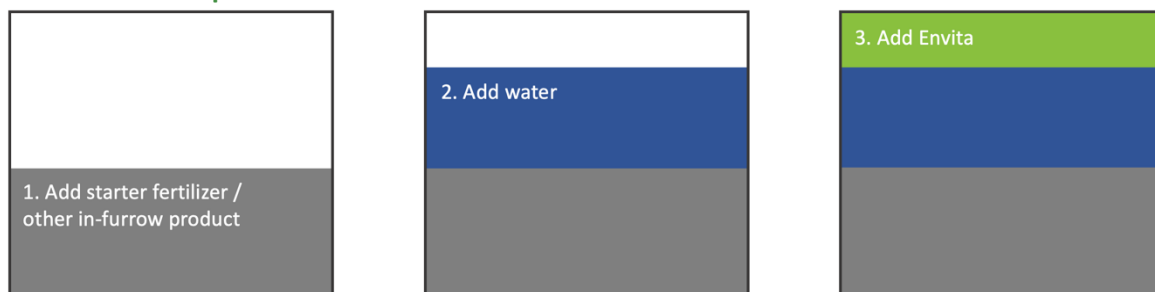 1. Add starter fertilizer /
other in-furrow product
2. Add water
3. Add Envita